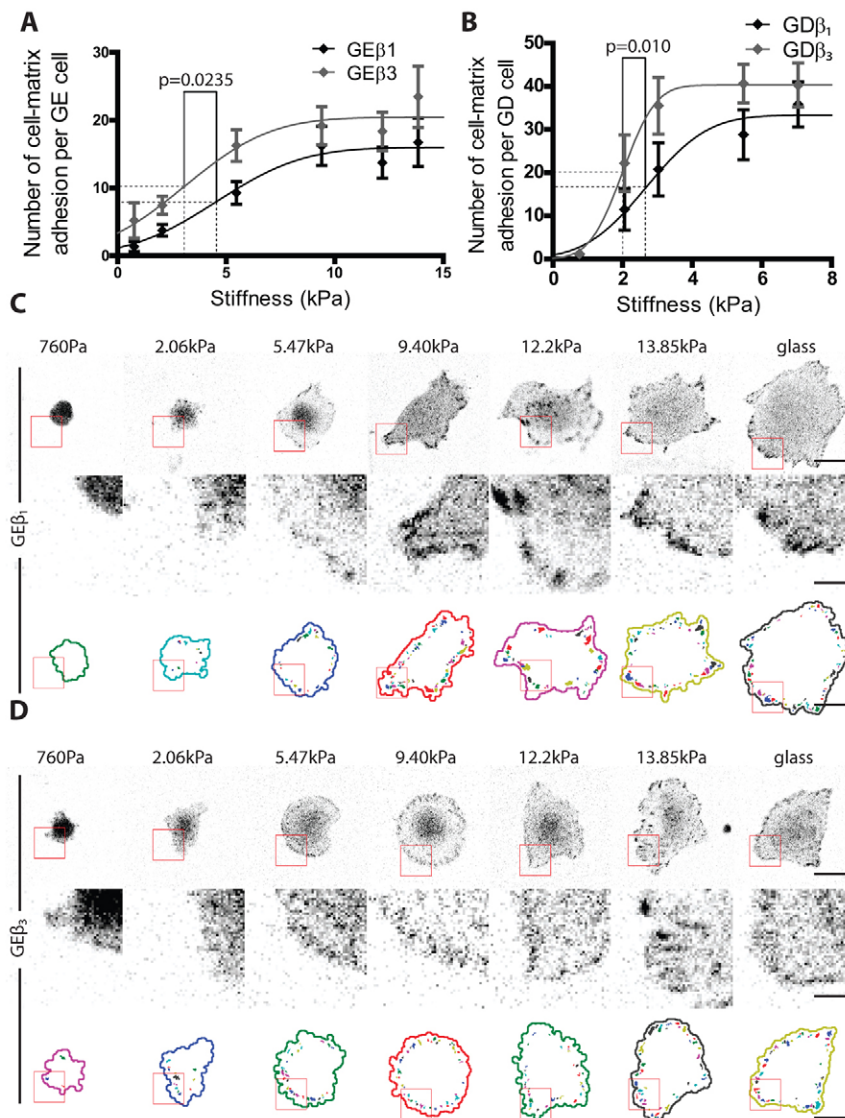 A
p=0.0235
GEβ1
GEβ3
Number of cell-matrix
adhesion per GE cell
30
20
10
0
0 5 10 15
Stiffness (kPa)
B
p=0.010
GDβ₁
GDβ₃
Number of cell-matrix
adhesion per GD cell
50
40
30
20
10
0
0 2 4 6 8
Stiffness (kPa)
C
760Pa 2.06kPa 5.47kPa 9.40kPa 12.2kPa 13.85kPa glass
GEβ₁
D
760Pa 2.06kPa 5.47kPa 9.40kPa 12.2kPa 13.85kPa glass
GEβ₃